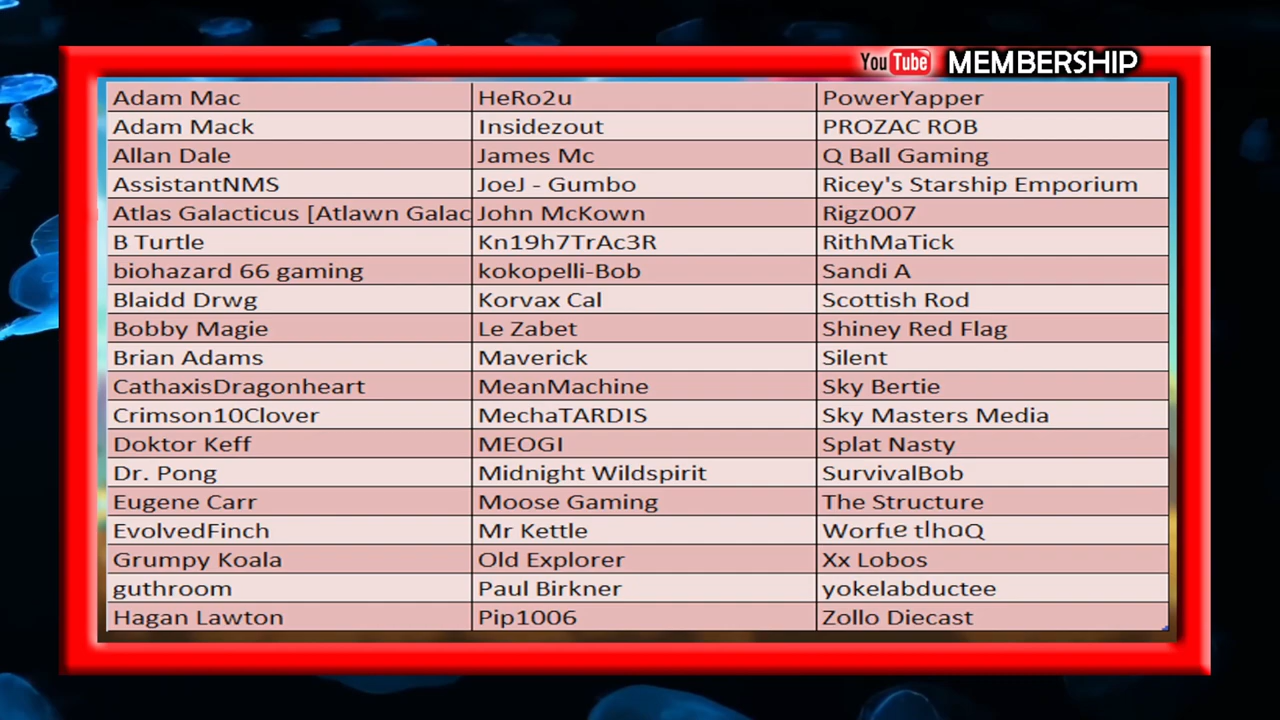 You Tube MEMBERSHIP
Adam Mac HeRo2u PowerYapper
Adam Mack Insidezout PROZAC ROB
Allan Dale James Mc Q Ball Gaming
AssistantNMS JoeJ - Gumbo Ricey's Starship Emporium
Atlas Galacticus [Atlawn Galac John McKown Rigz007
B Turtle Kn19h7TrAc3R RithMaTick
biohazard 66 gaming kokopelli-Bob Sandi A
Blaidd Drwg Korvax Cal Scottish Rod
Bobby Magie Le Zabet Shiney Red Flag
Brian Adams Maverick Silent
CathaxisDragonheart MeanMachine Sky Bertie
Crimson10Clover MechaTARDIS Sky Masters Media
Doktor Keff MEOGI Splat Nasty
Dr. Pong Midnight Wildspirit SurvivalBob
Eugene Carr Moose Gaming The Structure
EvolvedFinch Mr Kettle Worfιҽ tlhɑQ
Grumpy Koala Old Explorer Xx Lobos
guthroom Paul Birkner yokelabductee
Hagan Lawton Pip1006 Zollo Diecast